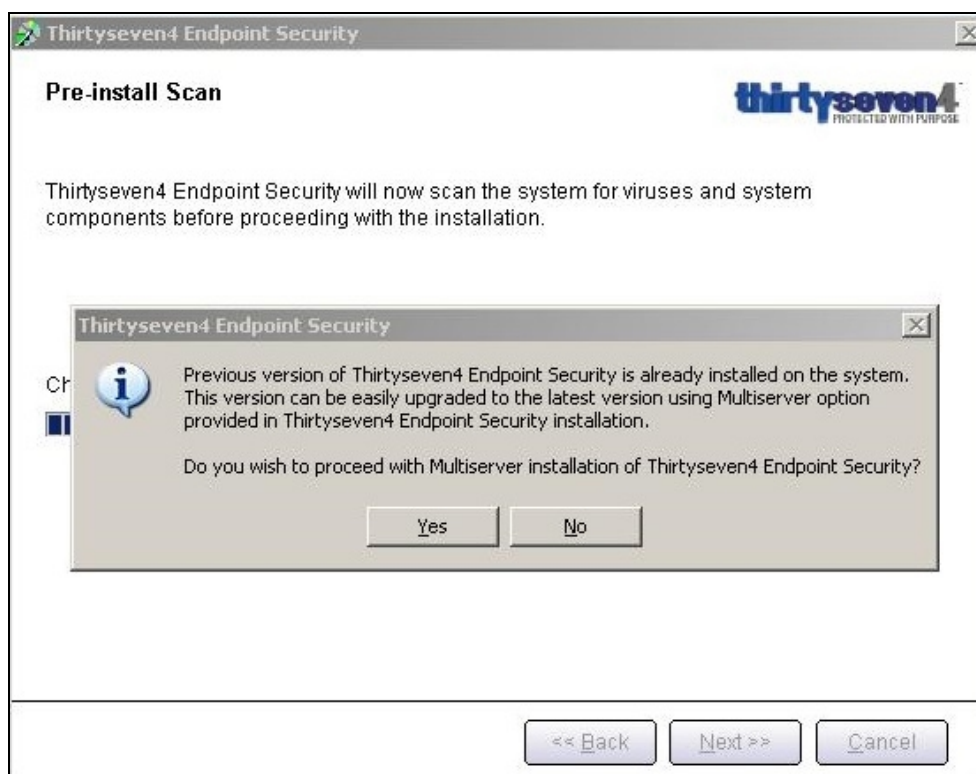 Thirtyseven4 Endpoint Security
Pre-install Scan
thirtyseven4
PROTECTED WITH PURPOSE
Thirtyseven4 Endpoint Security will now scan the system for viruses and system
components before proceeding with the installation.
Thirtyseven4 Endpoint Security
Previous version of Thirtyseven4 Endpoint Security is already installed on the system.
This version can be easily upgraded to the latest version using Multiserver option
provided in Thirtyseven4 Endpoint Security installation.
Do you wish to proceed with Multiserver installation of Thirtyseven4 Endpoint Security?
Yes
No
<< Back
Next >>
Cancel